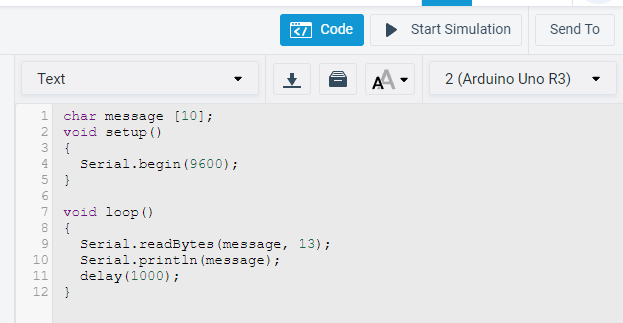 Code
Start Simulation
Send To
Text
AA
2 (Arduino Uno R3)
1 char message [10];
2 void setup()
3 {
4   Serial.begin(9600);
5 }
6
7 void loop()
8 {
9   Serial.readBytes(message, 13);
10   Serial.println(message);
11   delay(1000);
12 }